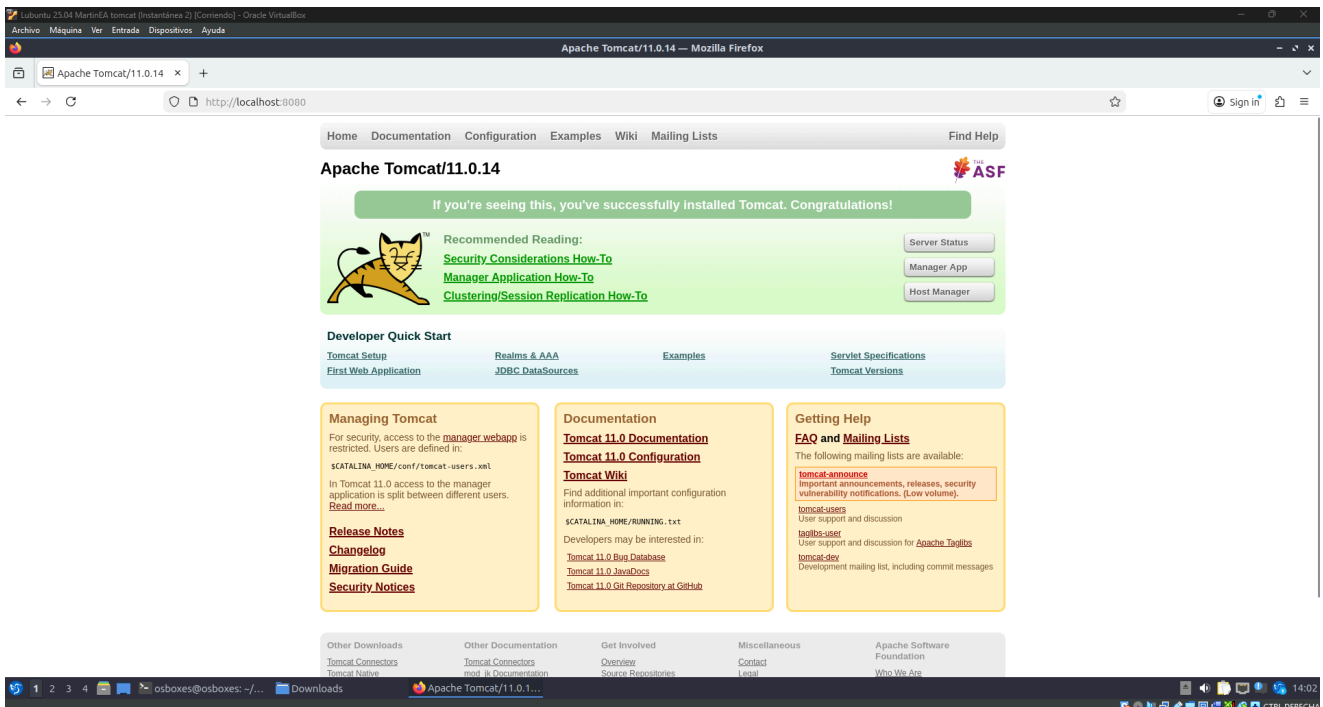 Lubuntu 25.04 MartinEA tomcat (Instantánea 2) [Corriendo] - Oracle VirtualBox
Archivo Máquina Ver Entrada Dispositivos Ayuda
Apache Tomcat/11.0.14 — Mozilla Firefox
Apache Tomcat/11.0.14
http://localhost:8080
Sign in
Home Documentation Configuration Examples Wiki Mailing Lists Find Help
Apache Tomcat/11.0.14
THE ASF
If you're seeing this, you've successfully installed Tomcat. Congratulations!
TM
Recommended Reading:
Security Considerations How-To
Manager Application How-To
Clustering/Session Replication How-To
Server Status
Manager App
Host Manager
Developer Quick Start
Tomcat Setup
First Web Application
Realms & AAA
JDBC DataSources
Examples
Servlet Specifications
Tomcat Versions
Managing Tomcat
For security, access to the manager webapp is
restricted. Users are defined in:
$CATALINA_HOME/conf/tomcat-users.xml
In Tomcat 11.0 access to the manager
application is split between different users.
Read more...
Release Notes
Changelog
Migration Guide
Security Notices
Documentation
Tomcat 11.0 Documentation
Tomcat 11.0 Configuration
Tomcat Wiki
Find additional important configuration
information in:
$CATALINA_HOME/RUNNING.txt
Developers may be interested in:
Tomcat 11.0 Bug Database
Tomcat 11.0 JavaDocs
Tomcat 11.0 Git Repository at GitHub
Getting Help
FAQ and Mailing Lists
The following mailing lists are available:
tomcat-announce
Important announcements, releases, security
vulnerability notifications. (Low volume).
tomcat-users
User support and discussion
taglibs-user
User support and discussion for Apache Taglibs
tomcat-dev
Development mailing list, including commit messages
Other Downloads
Tomcat Connectors
Tomcat Native
Other Documentation
Tomcat Connectors
mod_jk Documentation
Get Involved
Overview
Source Repositories
Miscellaneous
Contact
Legal
Apache Software
Foundation
Who We Are
1 2 3 4 osboxes@osboxes: ~/... Downloads Apache Tomcat/11.0.1... 14:02
CTRL DERECHA